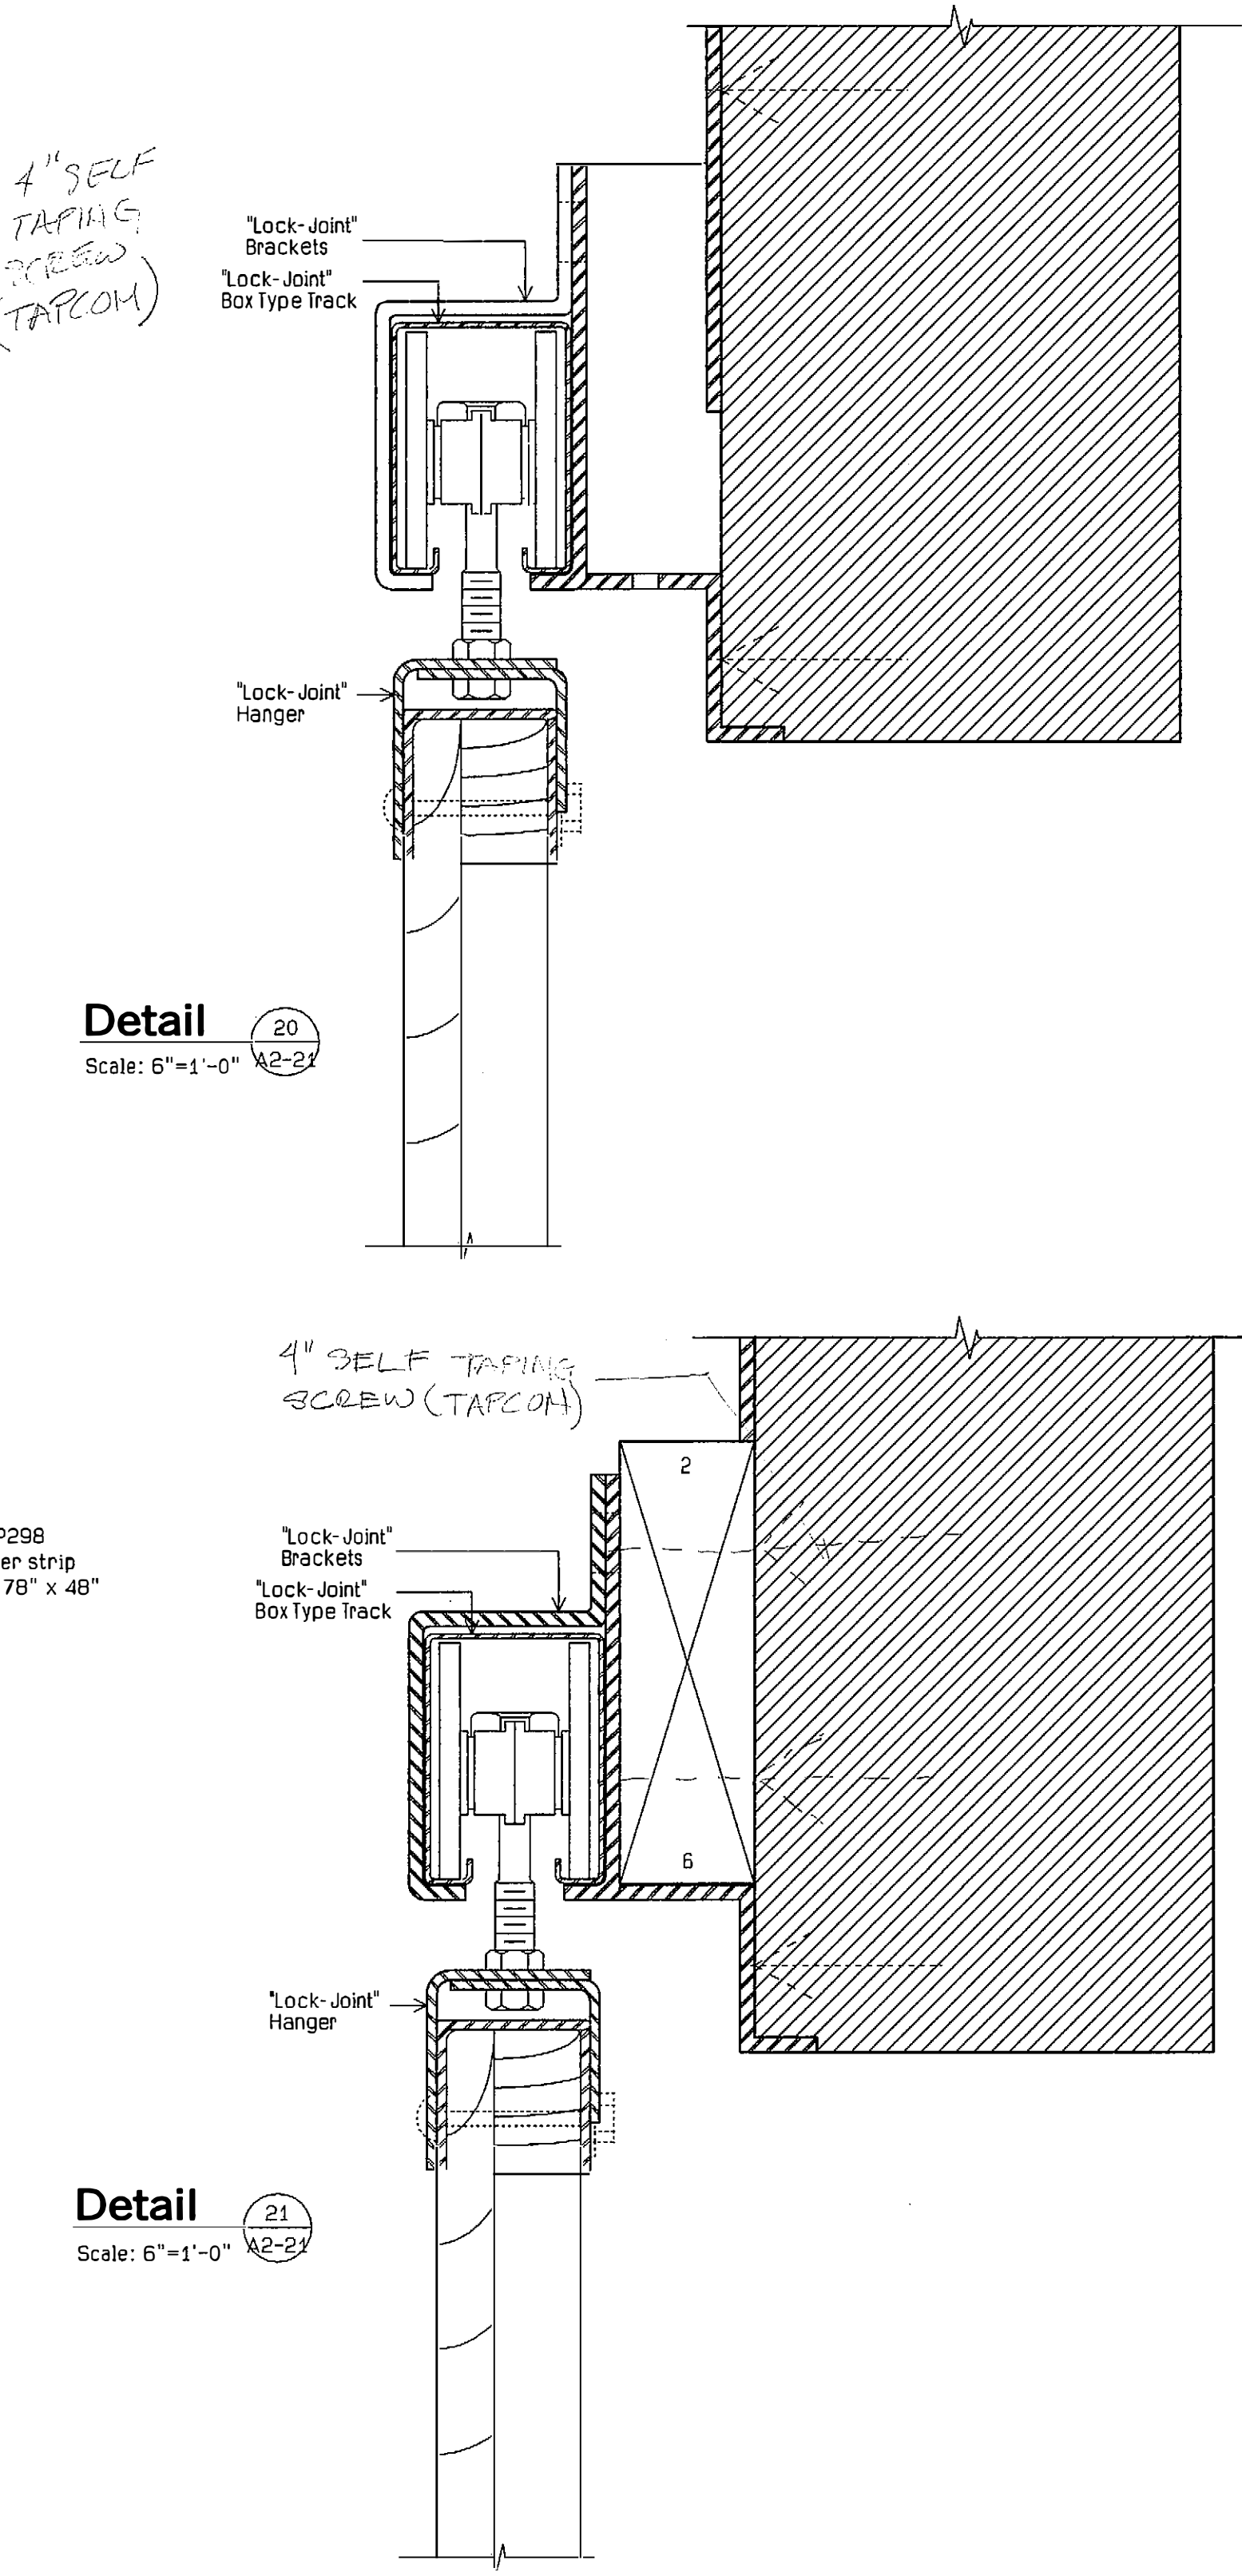 4" SELF
TAPING
SCREW
(TAPCOM)
"Lock-Joint"
Brackets
"Lock-Joint"
Box Type Track
"Lock-Joint"
Hanger
Detail
20
Scale: 6"=1'-0"
A2-21
4" SELF TAPING
SCREW (TAPCOM)
2
P298
er strip
78" x 48"
"Lock-Joint"
Brackets
"Lock-Joint"
Box Type Track
6
"Lock-Joint"
Hanger
Detail
21
Scale: 6"=1'-0"
A2-21